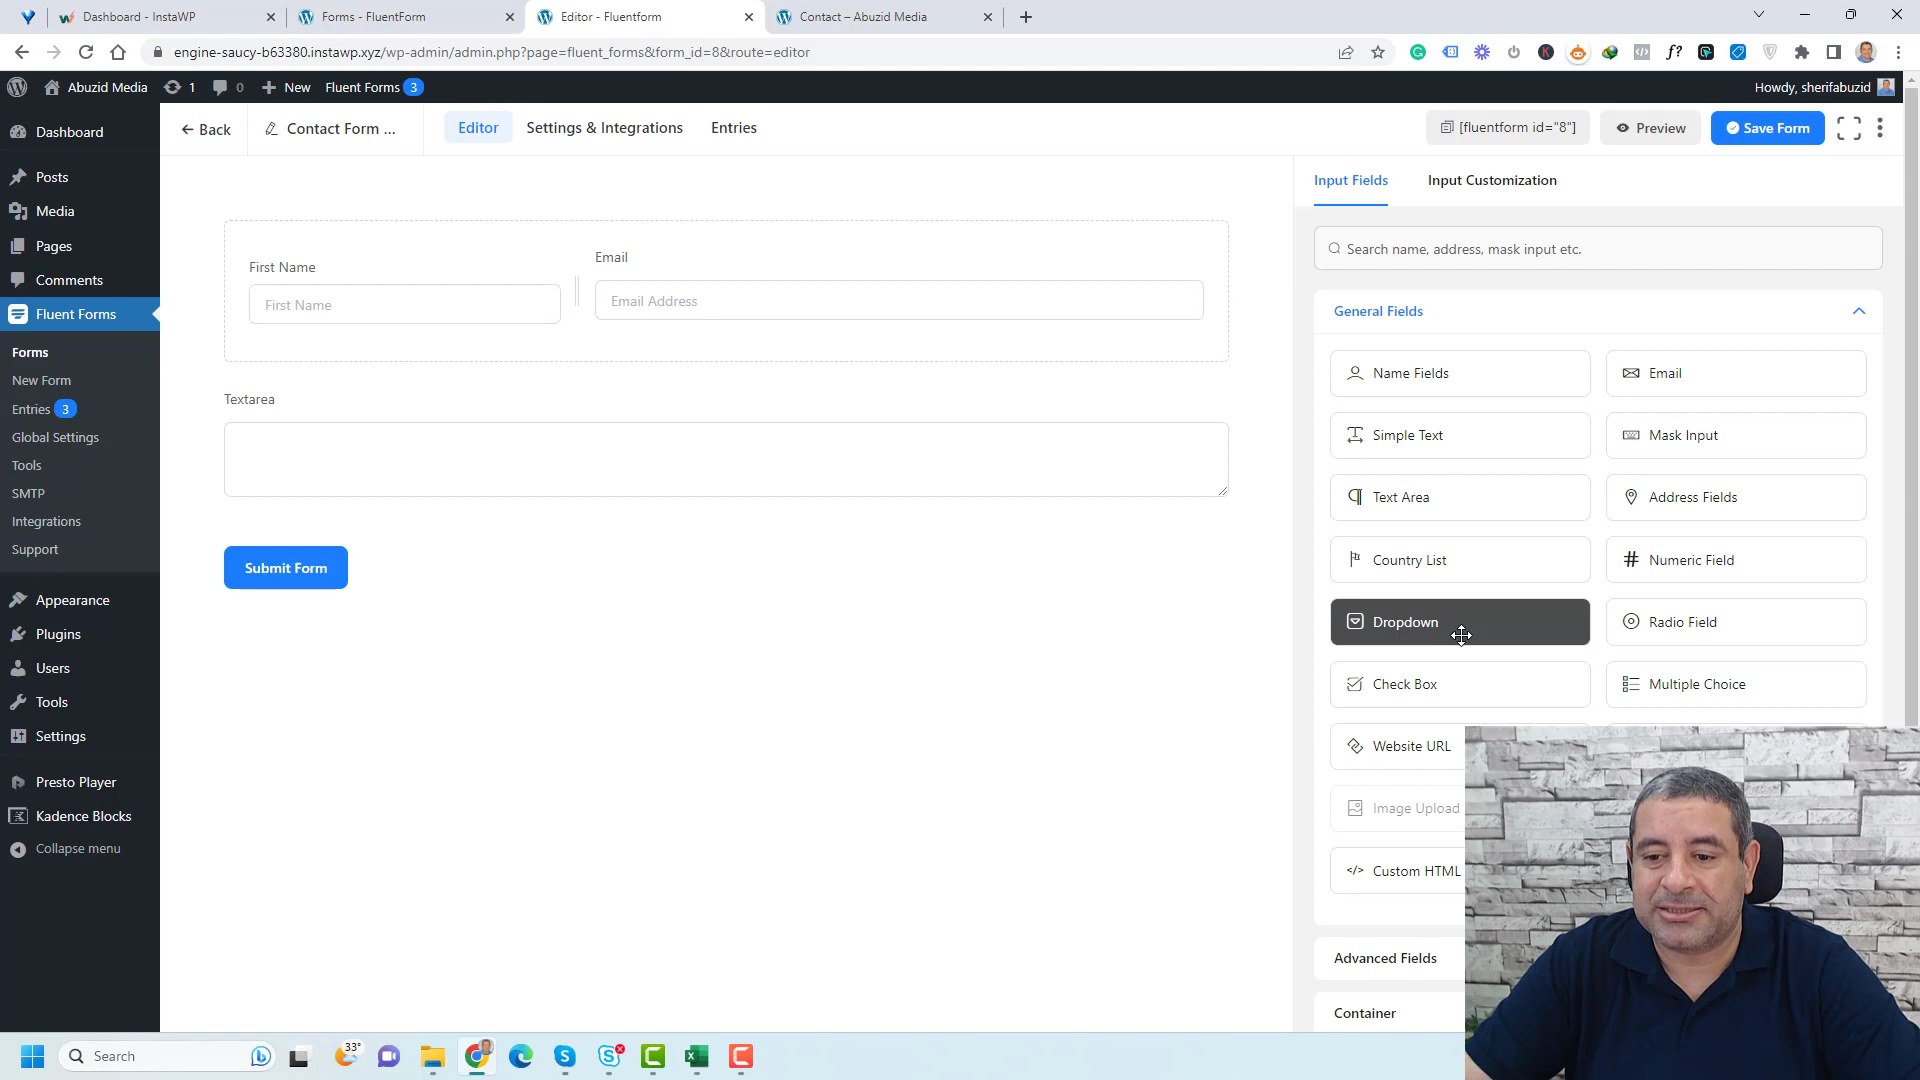 Dashboard - InstaWP
Forms - FluentForm
Editor - Fluentform
Contact – Abuzid Media
engine-saucy-b63380.instawp.xyz/wp-admin/admin.php?page=fluent_forms&form_id=8&route=editor
Abuzid Media
1
0
New
Fluent Forms 3
Howdy, sherifabuzid
Dashboard
Posts
Media
Pages
Comments
Fluent Forms
Forms
New Form
Entries 3
Global Settings
Tools
SMTP
Integrations
Support
Appearance
Plugins
Users
Tools
Settings
Presto Player
Kadence Blocks
Collapse menu
Back
Contact Form ...
Editor
Settings & Integrations
Entries
[fluentform id="8"]
Preview
Save Form
First Name
First Name
Email
Email Address
Textarea
Submit Form
Input Fields
Input Customization
Search name, address, mask input etc.
General Fields
Name Fields
Email
Simple Text
Mask Input
Text Area
Address Fields
Country List
Numeric Field
Dropdown
Radio Field
Check Box
Multiple Choice
Website URL
Image Upload
Custom HTML
Advanced Fields
Container
Search
33°